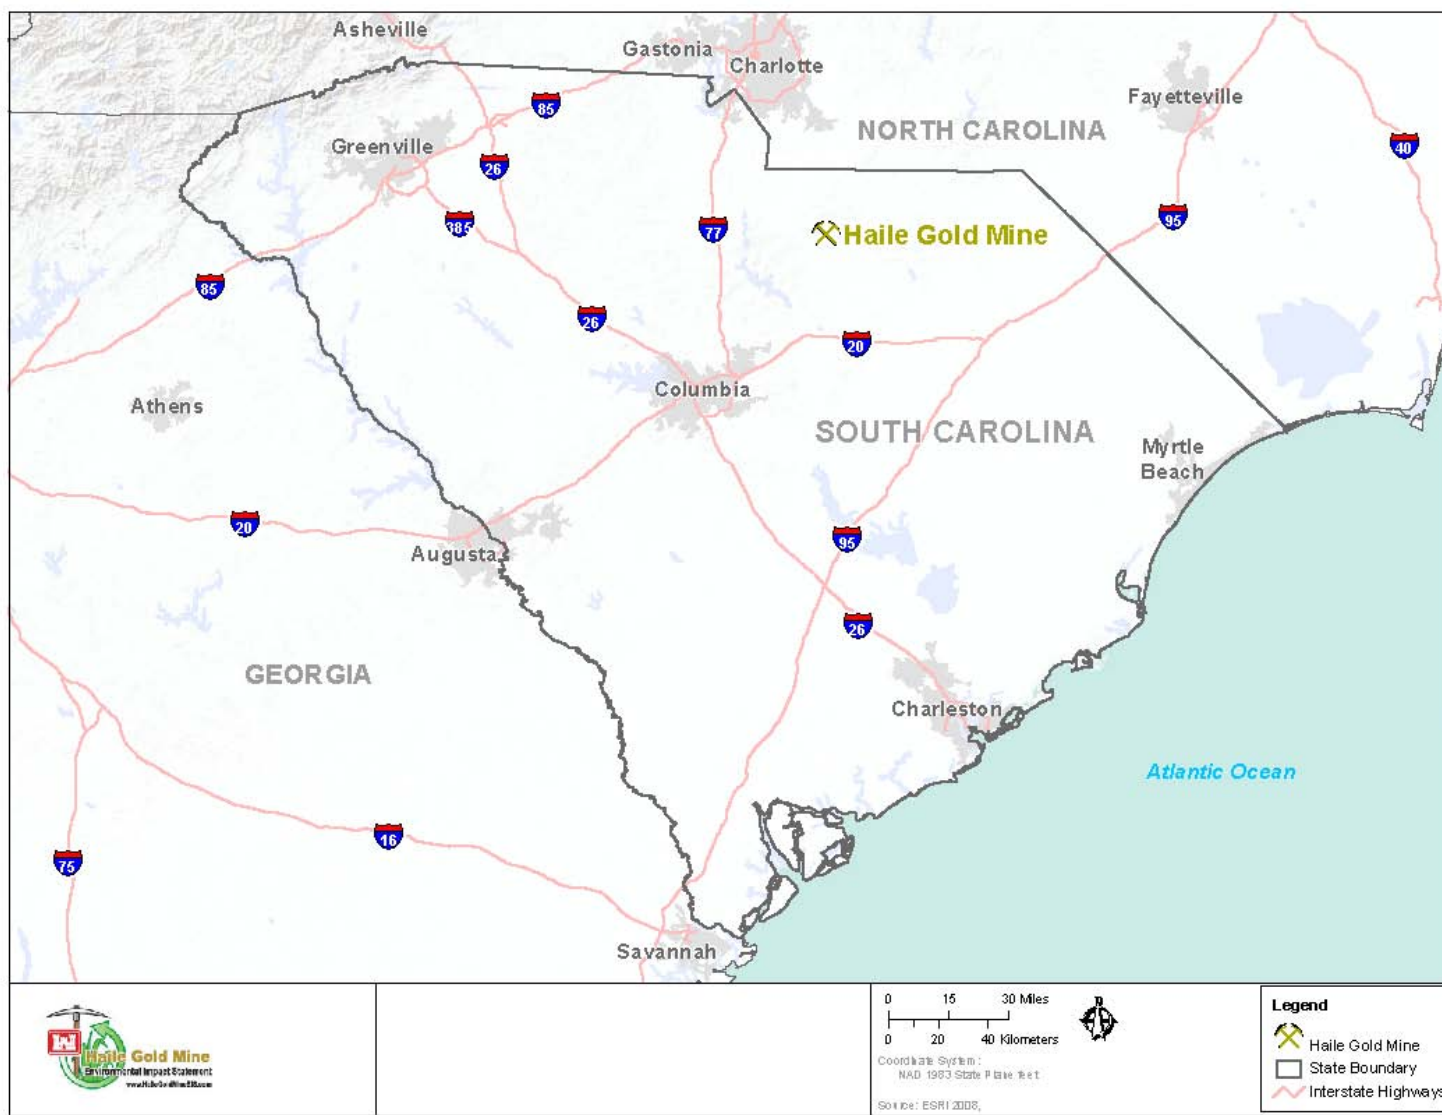 Asheville
Gastonia
Charlotte
Fayetteville
85
NORTH CAROLINA
Greenville
40
26
385
95
77
Haile Gold Mine
85
26
20
Columbia
Athens
SOUTH CAROLINA
Myrtle
Beach
20
95
Augusta
26
GEORGIA
Charleston
Atlantic Ocean
16
75
Savannah
Haile Gold Mine
Environmental Impact Statement
www.HaileGoldMineEIS.com
0 15 30 Miles
0 20 40 Kilometers
N
Coordinate System:
NAD 1983 State Plane feet
Source: ESRI 2008,
Legend
Haile Gold Mine
State Boundary
Interstate Highways